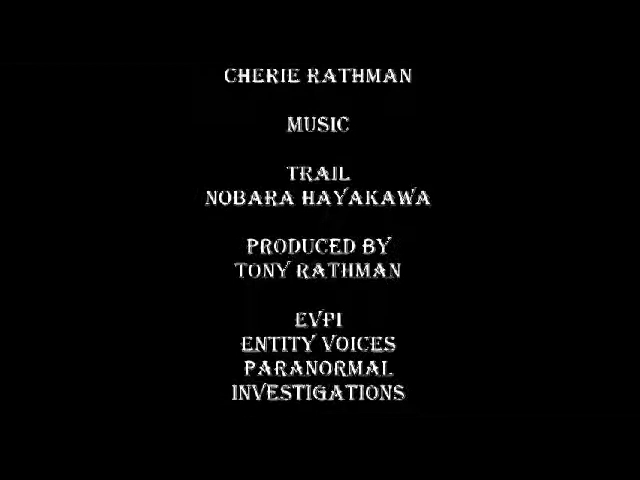 CHERIE RATHMAN
MUSIC
TRAIL
NOBARA HAYAKAWA
PRODUCED BY
TONY RATHMAN
EVPI
ENTITY VOICES
PARANORMAL
INVESTIGATIONS